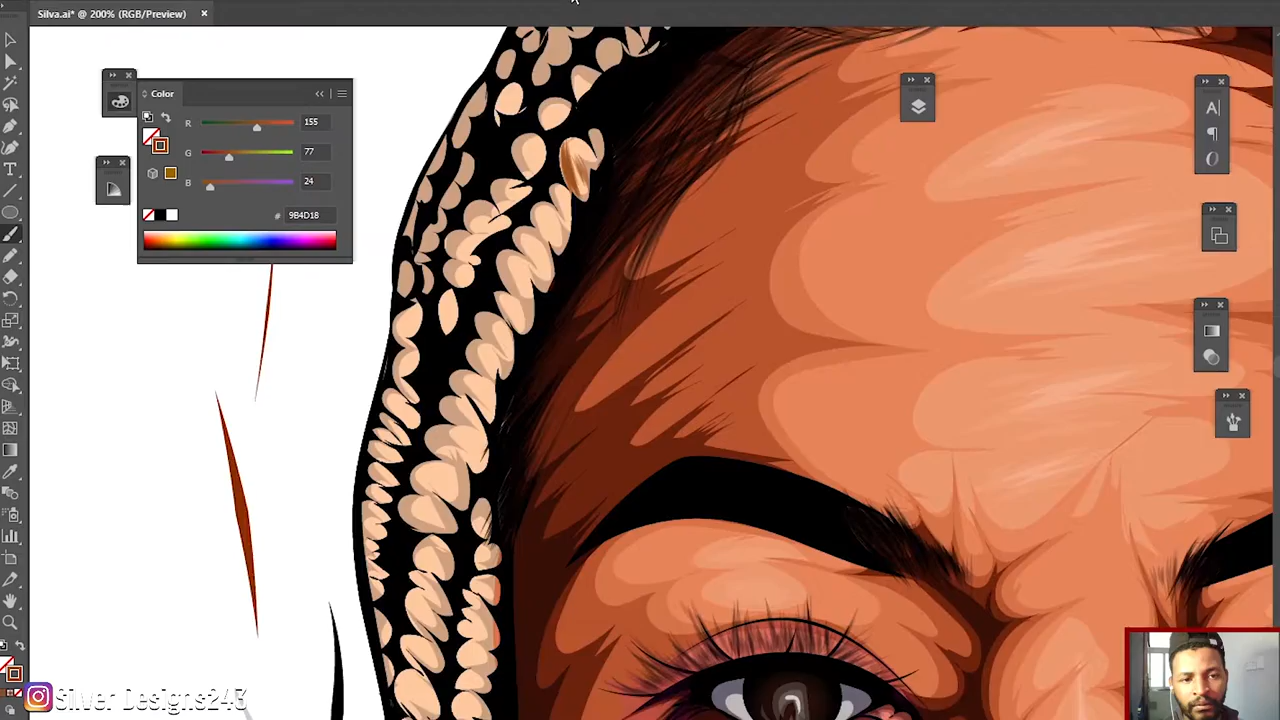 Silva.ai* @ 200% (RGB/Preview)
Color
R 155
G 77
B 24
# 9B4D18
Silver Designs243